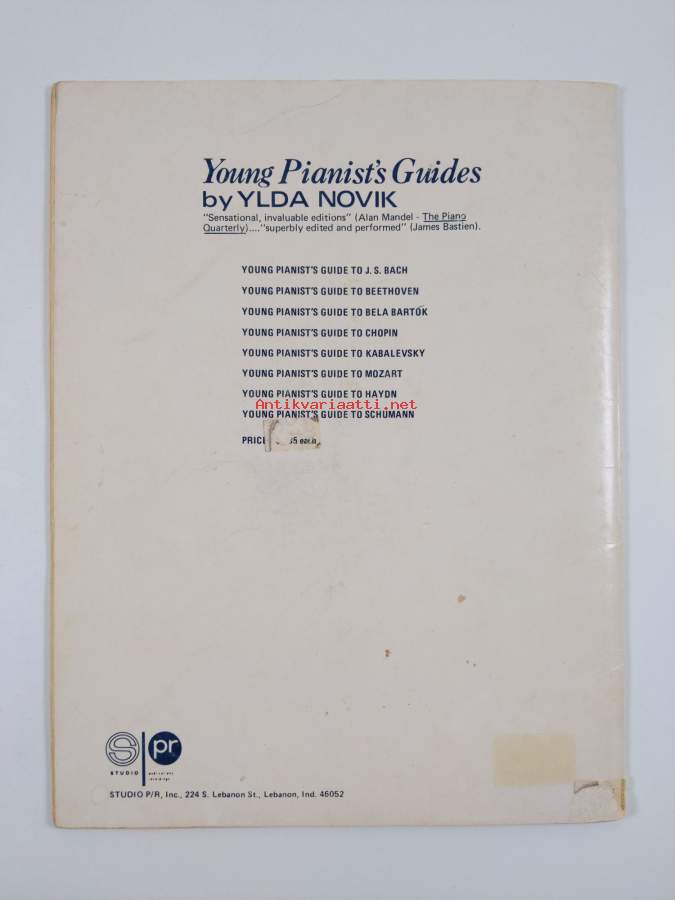 Young Pianist's Guides
by YLDA NOVIK
"Sensational, invaluable editions" (Alan Mandel - The Piano
Quarterly)...."superbly edited and performed" (James Bastien).
YOUNG PIANIST'S GUIDE TO J. S. BACH
YOUNG PIANIST'S GUIDE TO BEETHOVEN
YOUNG PIANIST'S GUIDE TO BELA BARTOK
YOUNG PIANIST'S GUIDE TO CHOPIN
YOUNG PIANIST'S GUIDE TO KABALEVSKY
YOUNG PIANIST'S GUIDE TO MOZART
YOUNG PIANIST'S GUIDE TO HAYDN
Antikvariaatti.net
YOUNG PIANIST'S GUIDE TO SCHUMANN
S pr
STUDIO
STUDIO P/R, Inc., 224 S. Lebanon St., Lebanon, Ind. 46052